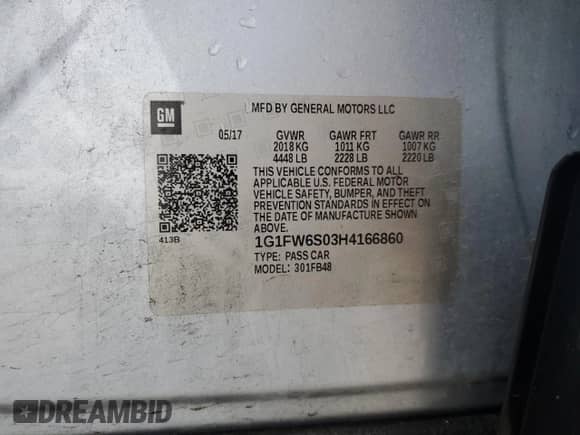 GM
MFD BY GENERAL MOTORS LLC
05/17 GVWR GAWR FRT GAWR RR
2018 KG 1011 KG 1007 KG
4448 LB 2228 LB 2220 LB
THIS VEHICLE CONFORMS TO ALL
APPLICABLE U.S. FEDERAL MOTOR
VEHICLE SAFETY, BUMPER, AND THEFT
PREVENTION STANDARDS IN EFFECT ON
THE DATE OF MANUFACTURE SHOWN
ABOVE.
413B
1G1FW6S03H4166860
TYPE: PASS CAR
MODEL: 301FB48
DREAMBID